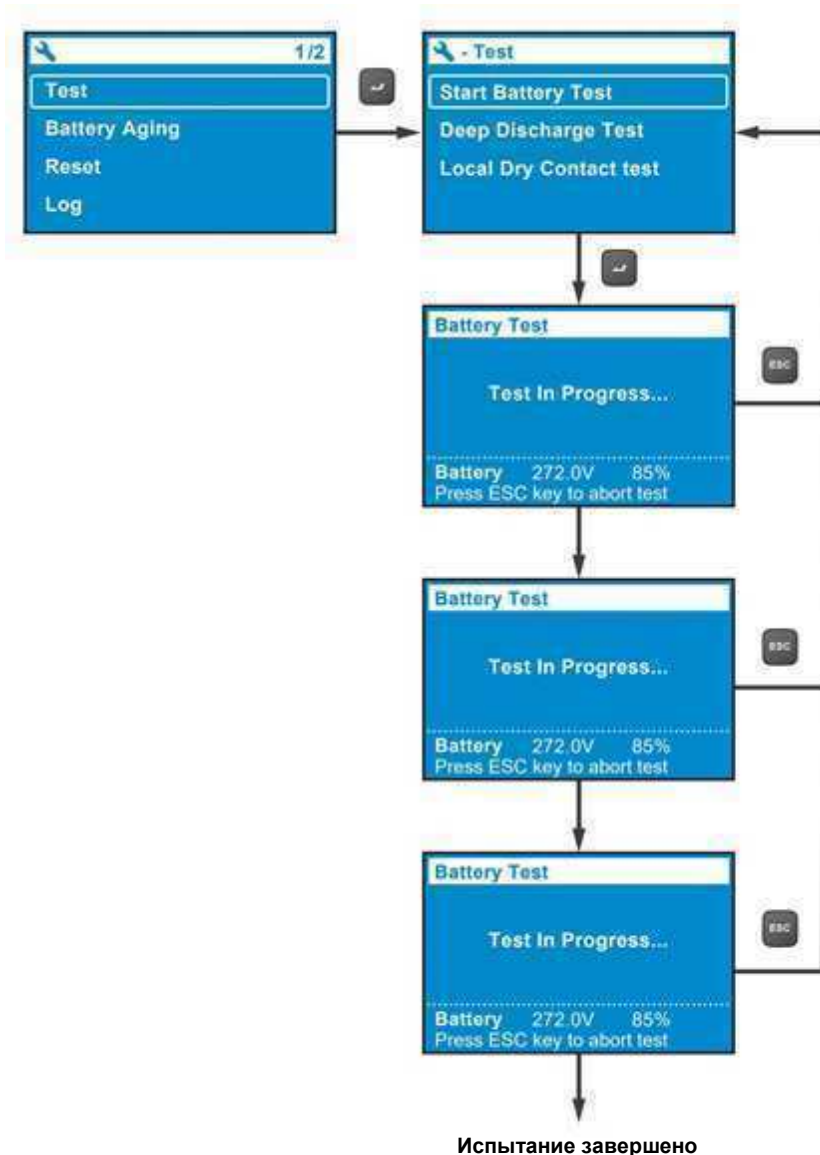 1/2
Test
Battery Aging
Reset
Log
- Test
Start Battery Test
Deep Discharge Test
Local Dry Contact test
Battery Test
ESC
Test In Progress...
Battery 272.0V 85%
Press ESC key to abort test
Battery Test
ESC
Test In Progress...
Battery 272.0V 85%
Press ESC key to abort test
Battery Test
ESC
Test In Progress...
Battery 272.0V 85%
Press ESC key to abort test
Испытание завершено